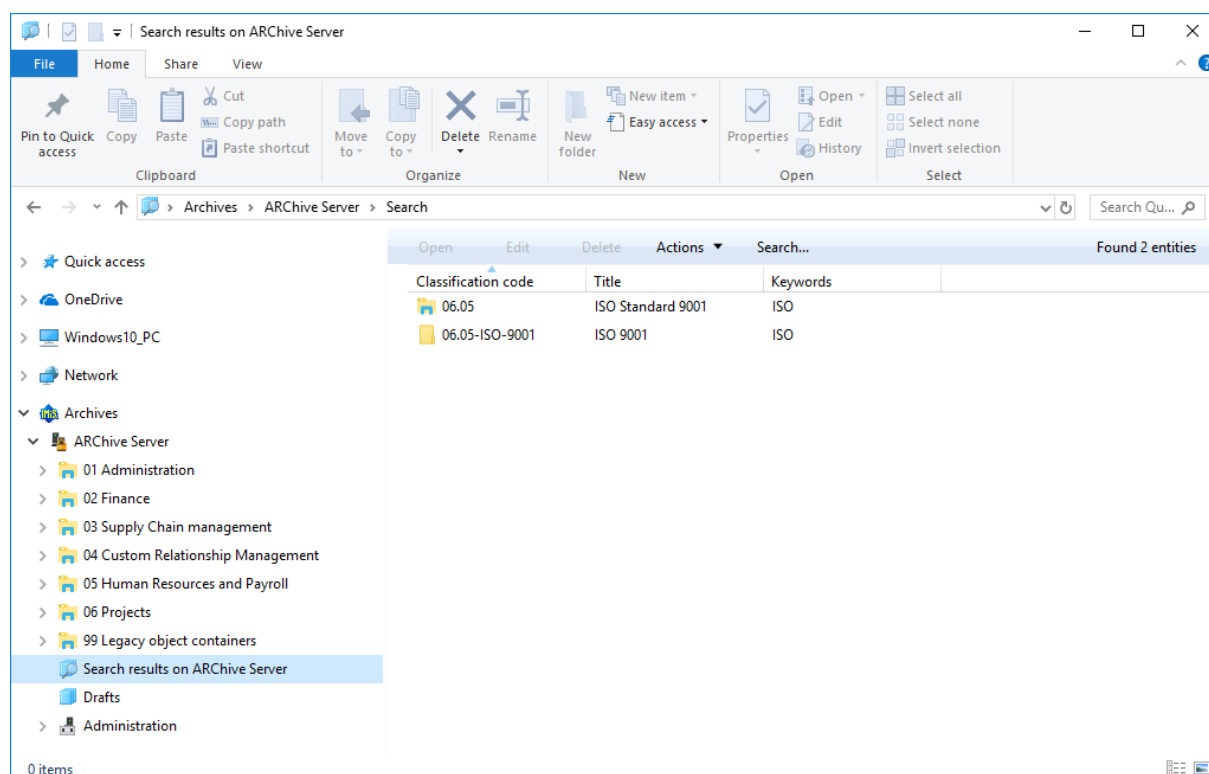 Search results on ARChive Server
File Home Share View
Pin to Quick access
Copy
Paste
Cut
Copy path
Paste shortcut
Clipboard
Move to
Copy to
Delete
Rename
Organize
New folder
New item
Easy access
New
Properties
Open
Edit
History
Open
Select all
Select none
Invert selection
Select
Archives > ARChive Server > Search
Search Qu...
Quick access
OneDrive
Windows10_PC
Network
Archives
ARChive Server
01 Administration
02 Finance
03 Supply Chain management
04 Custom Relationship Management
05 Human Resources and Payroll
06 Projects
99 Legacy object containers
Search results on ARChive Server
Drafts
Administration
Open Edit Delete Actions Search... Found 2 entities
Classification code Title Keywords
06.05 ISO Standard 9001 ISO
06.05-ISO-9001 ISO 9001 ISO
0 items